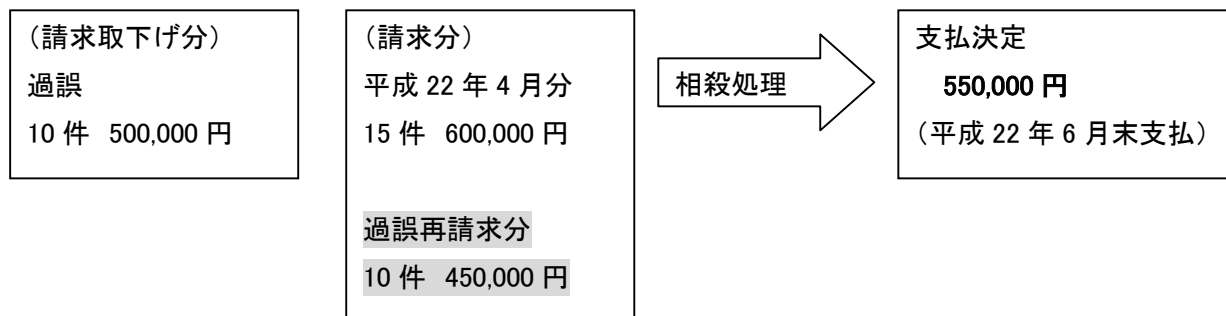 (請求取下げ分)
過誤
10 件 500,000 円
(請求分)
平成 22 年 4 月分
15 件 600,000 円
過誤再請求分
10 件 450,000 円
相殺処理
支払決定
550,000 円
(平成 22 年 6 月末支払)